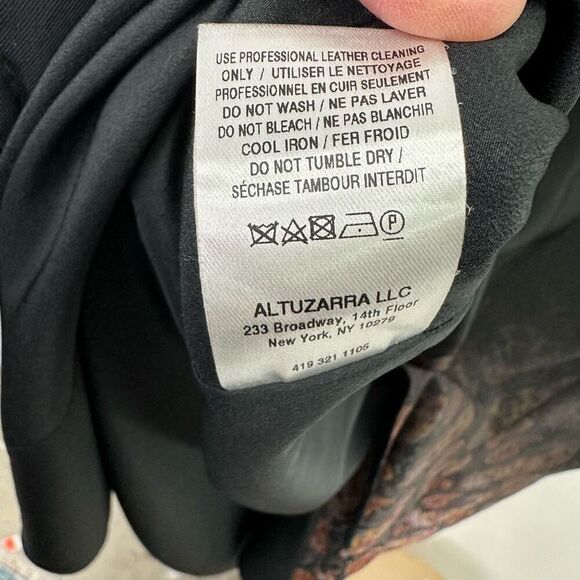 USE PROFESSIONAL LEATHER CLEANING
ONLY / UTILISER LE NETTOYAGE
PROFESSIONNEL EN CUIR SEULEMENT
DO NOT WASH / NE PAS LAVER
DO NOT BLEACH / NE PAS BLANCHIR
COOL IRON / FER FROID
DO NOT TUMBLE DRY /
SÉCHASE TAMBOUR INTERDIT
P
ALTUZARRA LLC
233 Broadway, 14th Floor
New York, NY 10279
419 321 1105